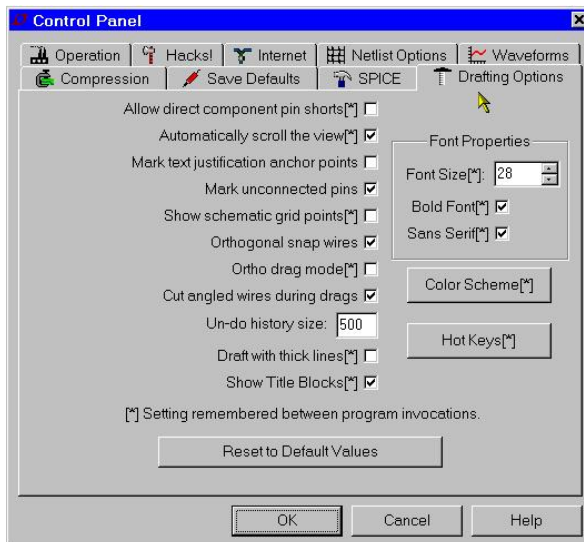 Control Panel
Operation
Hacks!
Internet
Netlist Options
Waveforms
Compression
Save Defaults
SPICE
Drafting Options
Allow direct component pin shorts[*]
Automatically scroll the view[*]
Mark text justification anchor points
Mark unconnected pins
Show schematic grid points[*]
Orthogonal snap wires
Ortho drag mode[*]
Cut angled wires during drags
Un-do history size: 500
Draft with thick lines[*]
Show Title Blocks[*]
Font Properties
Font Size[*]: 28
Bold Font[*]
Sans Serif[*]
Color Scheme[*]
Hot Keys[*]
[*] Setting remembered between program invocations.
Reset to Default Values
OK
Cancel
Help